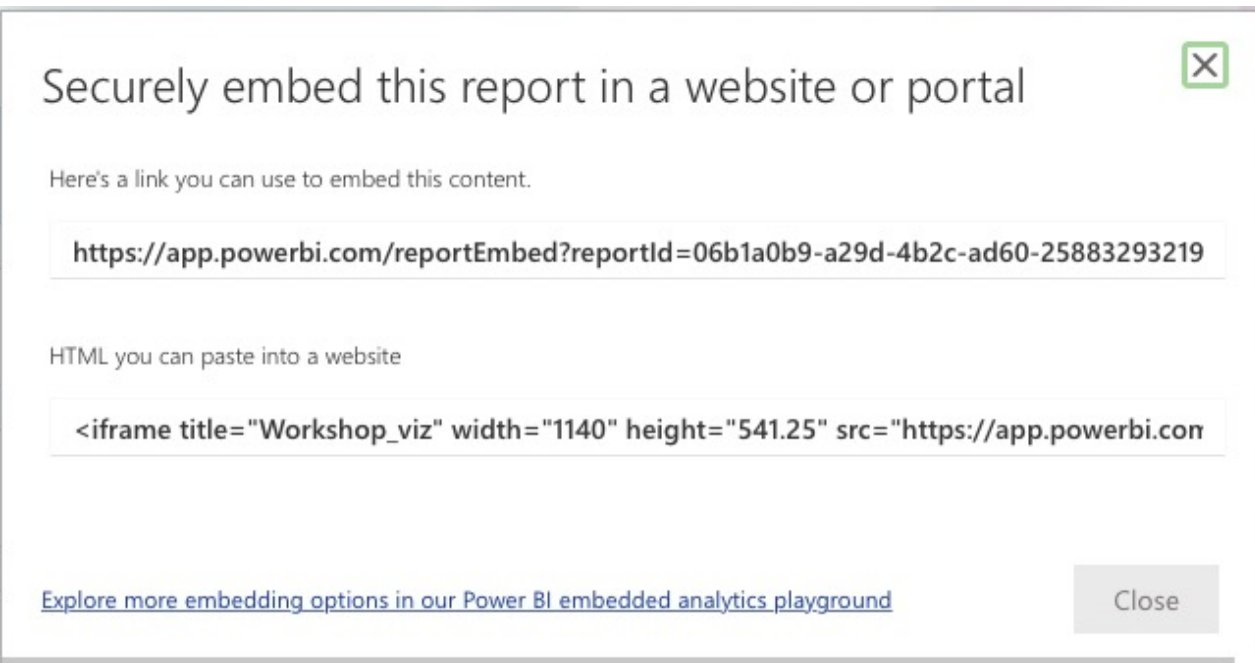 Securely embed this report in a website or portal
Here's a link you can use to embed this content.
https://app.powerbi.com/reportEmbed?reportId=06b1a0b9-a29d-4b2c-ad60-25883293219
HTML you can paste into a website
<iframe title="Workshop_viz" width="1140" height="541.25" src="https://app.powerbi.com
Explore more embedding options in our Power BI embedded analytics playground
Close